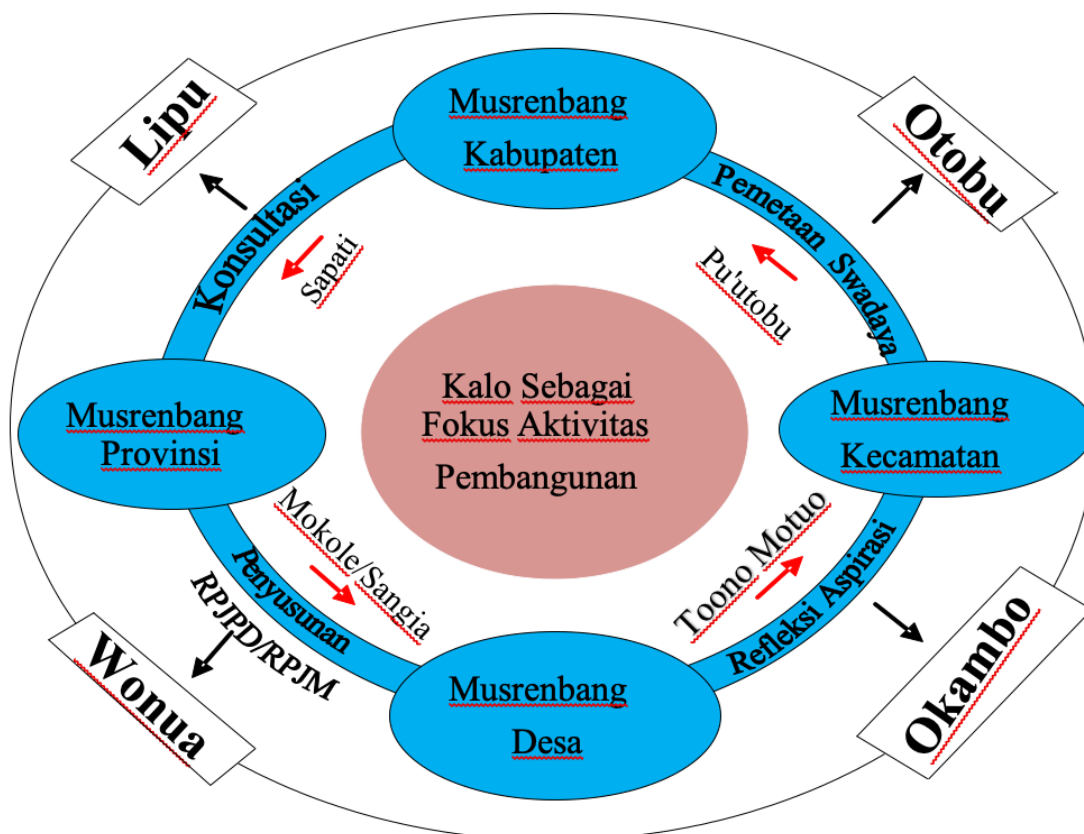 Lipu
Musrenbang
Kabupaten
Otobu
Konsultasi
Pemetaan Swadaya
Sapati
Pu'utobu
Kalo Sebagai
Fokus Aktivitas
Pembangunan
Musrenbang
Provinsi
Musrenbang
Kecamatan
Mokole/Sangia
Toono Motuo
Penyusunan
RPJPD/RPJM
Refleksi Aspirasi
Wonua
Musrenbang
Desa
Okambo